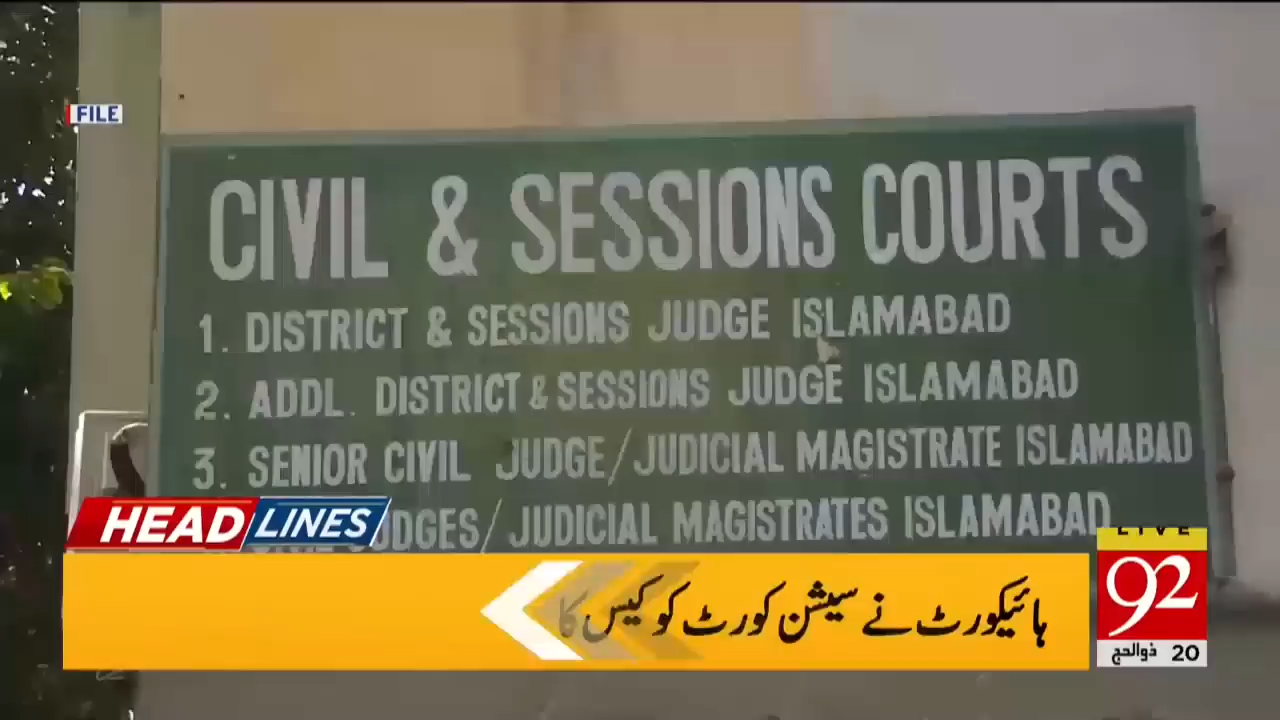 FILE
CIVIL & SESSIONS COURTS
1. DISTRICT & SESSIONS JUDGE ISLAMABAD
2. ADDL. DISTRICT & SESSIONS JUDGE ISLAMABAD
3. SENIOR CIVIL JUDGE/JUDICIAL MAGISTRATE ISLAMABAD
JUDGES/JUDICIAL MAGISTRATES ISLAMABAD
HEADLINES
ہائیکورٹ نے سیشن کورٹ کو کیس کا
LIVE
92
20 ذوالحج